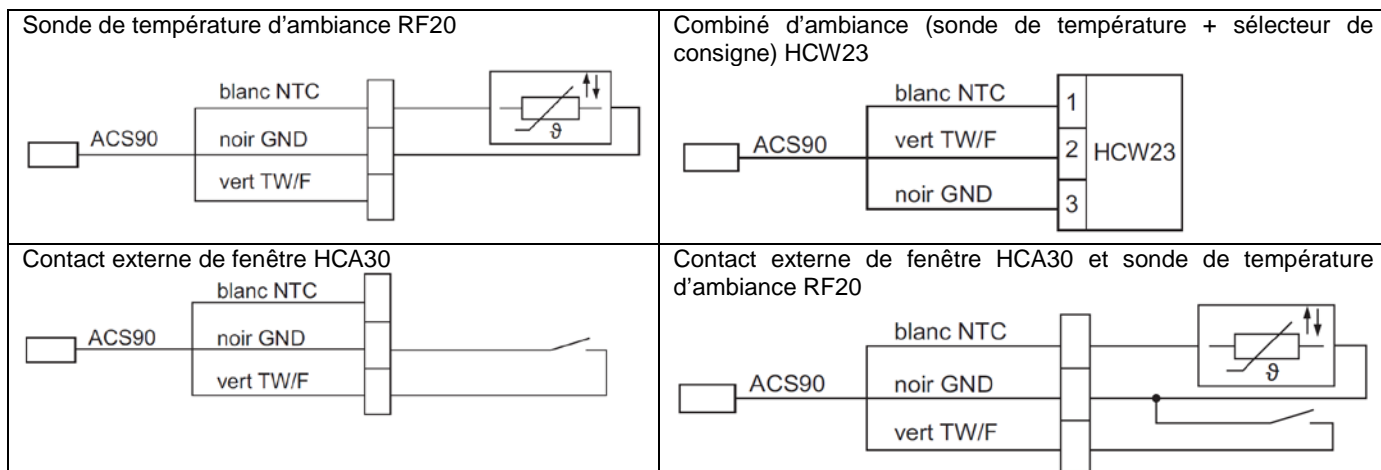 Sonde de température d'ambiance RF20
blanc NTC
ACS90
noir GND
vert TW/F
ϑ
Combiné d'ambiance (sonde de température + sélecteur de
consigne) HCW23
blanc NTC
1
ACS90
vert TW/F
2
HCW23
noir GND
3
Contact externe de fenêtre HCA30
blanc NTC
ACS90
noir GND
vert TW/F
Contact externe de fenêtre HCA30 et sonde de température
d'ambiance RF20
blanc NTC
ϑ
ACS90
noir GND
vert TW/F